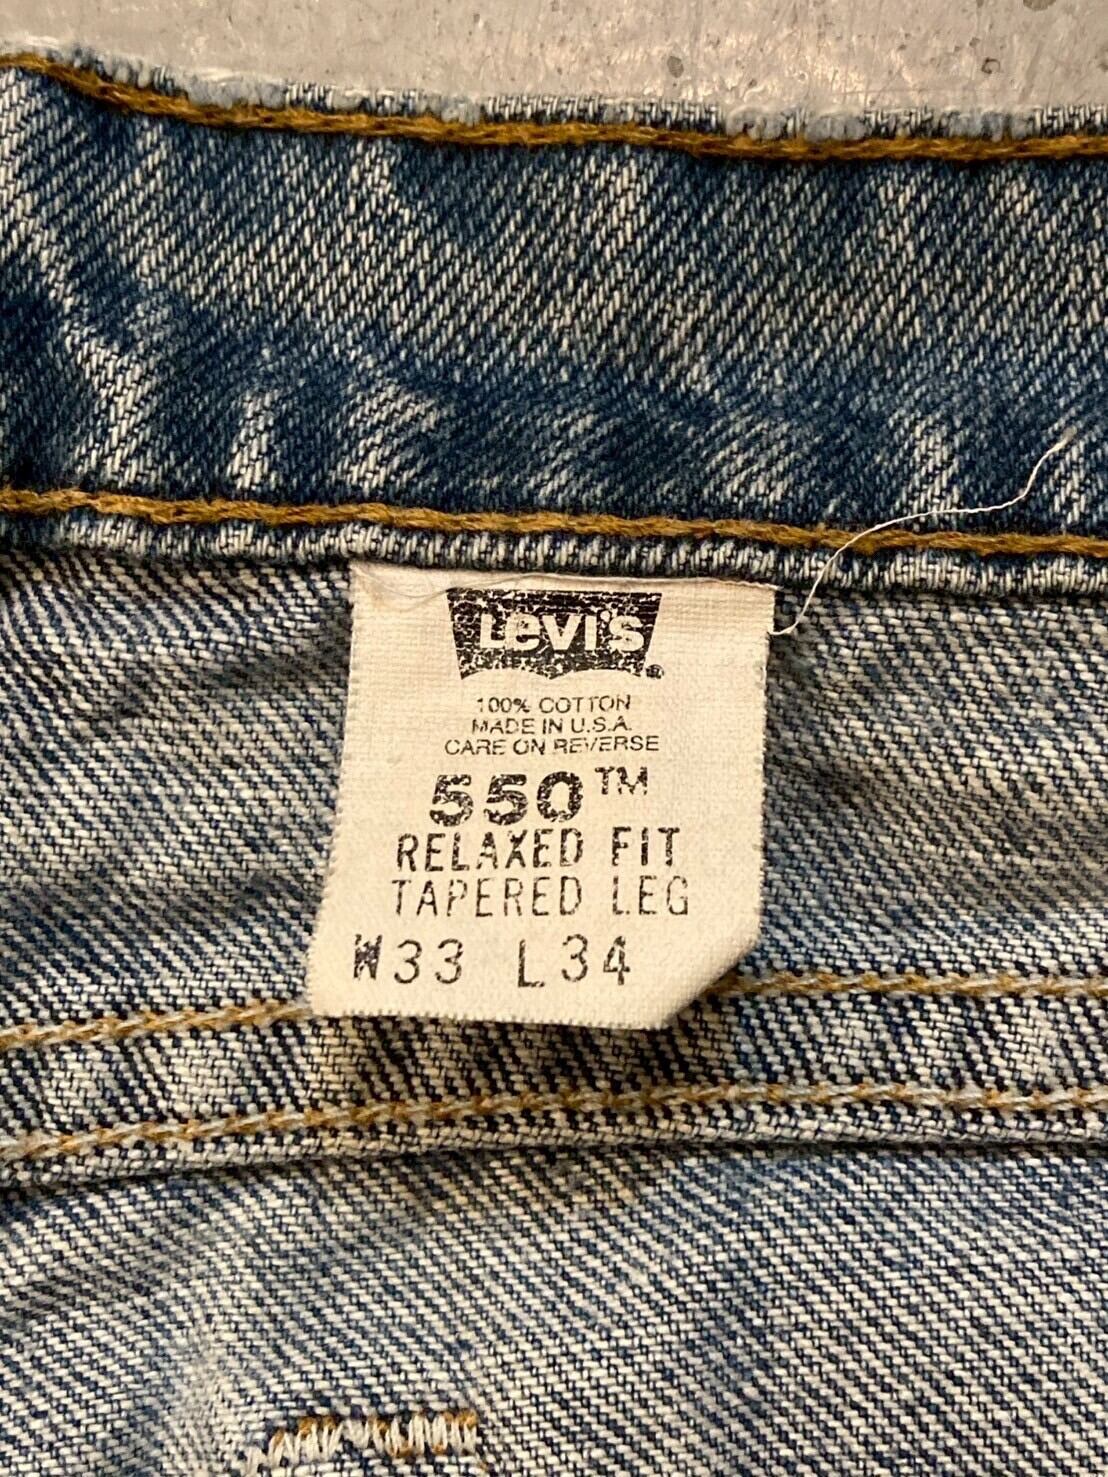 Levi's
100% COTTON
MADE IN U.S.A.
CARE ON REVERSE
550™
RELAXED FIT
TAPERED LEG
W33 L34